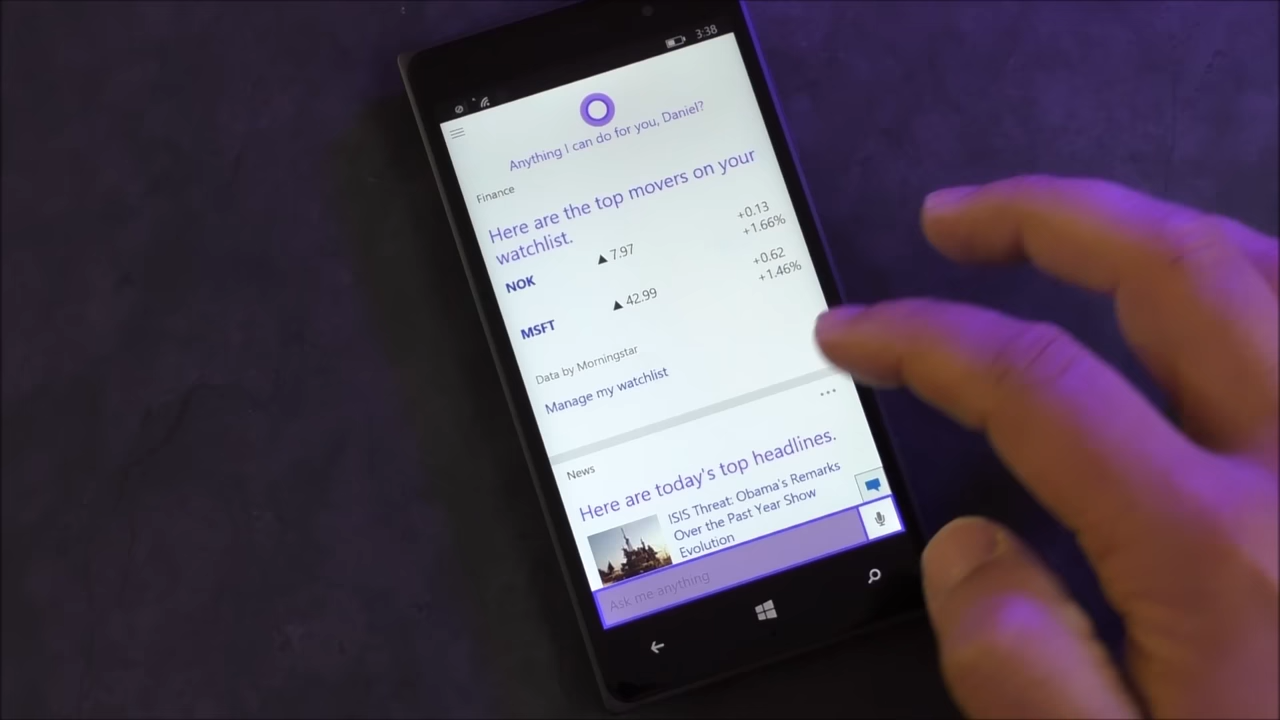 3:38
Anything I can do for you, Daniel?
Finance
Here are the top movers on your
watchlist.
NOK ▲7.97 +0.13
+1.66%
MSFT ▲42.99 +0.62
+1.46%
Data by Morningstar
Manage my watchlist
News
Here are today's top headlines.
ISIS Threat: Obama's Remarks
Over the Past Year Show
Evolution
Ask me anything